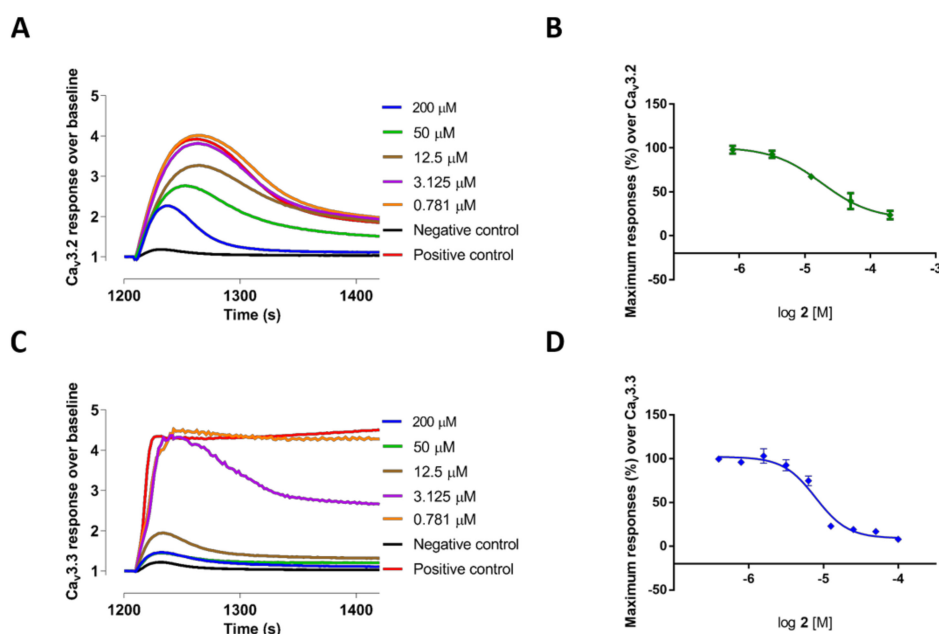 A
Caᵥ3.2 response over baseline
5
4
3
2
1
1200
1300
1400
Time (s)
200 μM
50 μM
12.5 μM
3.125 μM
0.781 μM
Negative control
Positive control
B
Maximum responses (%) over Caᵥ3.2
150
100
50
0
-50
-6
-5
-4
-3
log 2 [M]
C
Caᵥ3.3 response over baseline
5
4
3
2
1
1200
1300
1400
Time (s)
200 μM
50 μM
12.5 μM
3.125 μM
0.781 μM
Negative control
Positive control
D
Maximum responses (%) over Caᵥ3.3
150
100
50
0
-50
-6
-5
-4
log 2 [M]